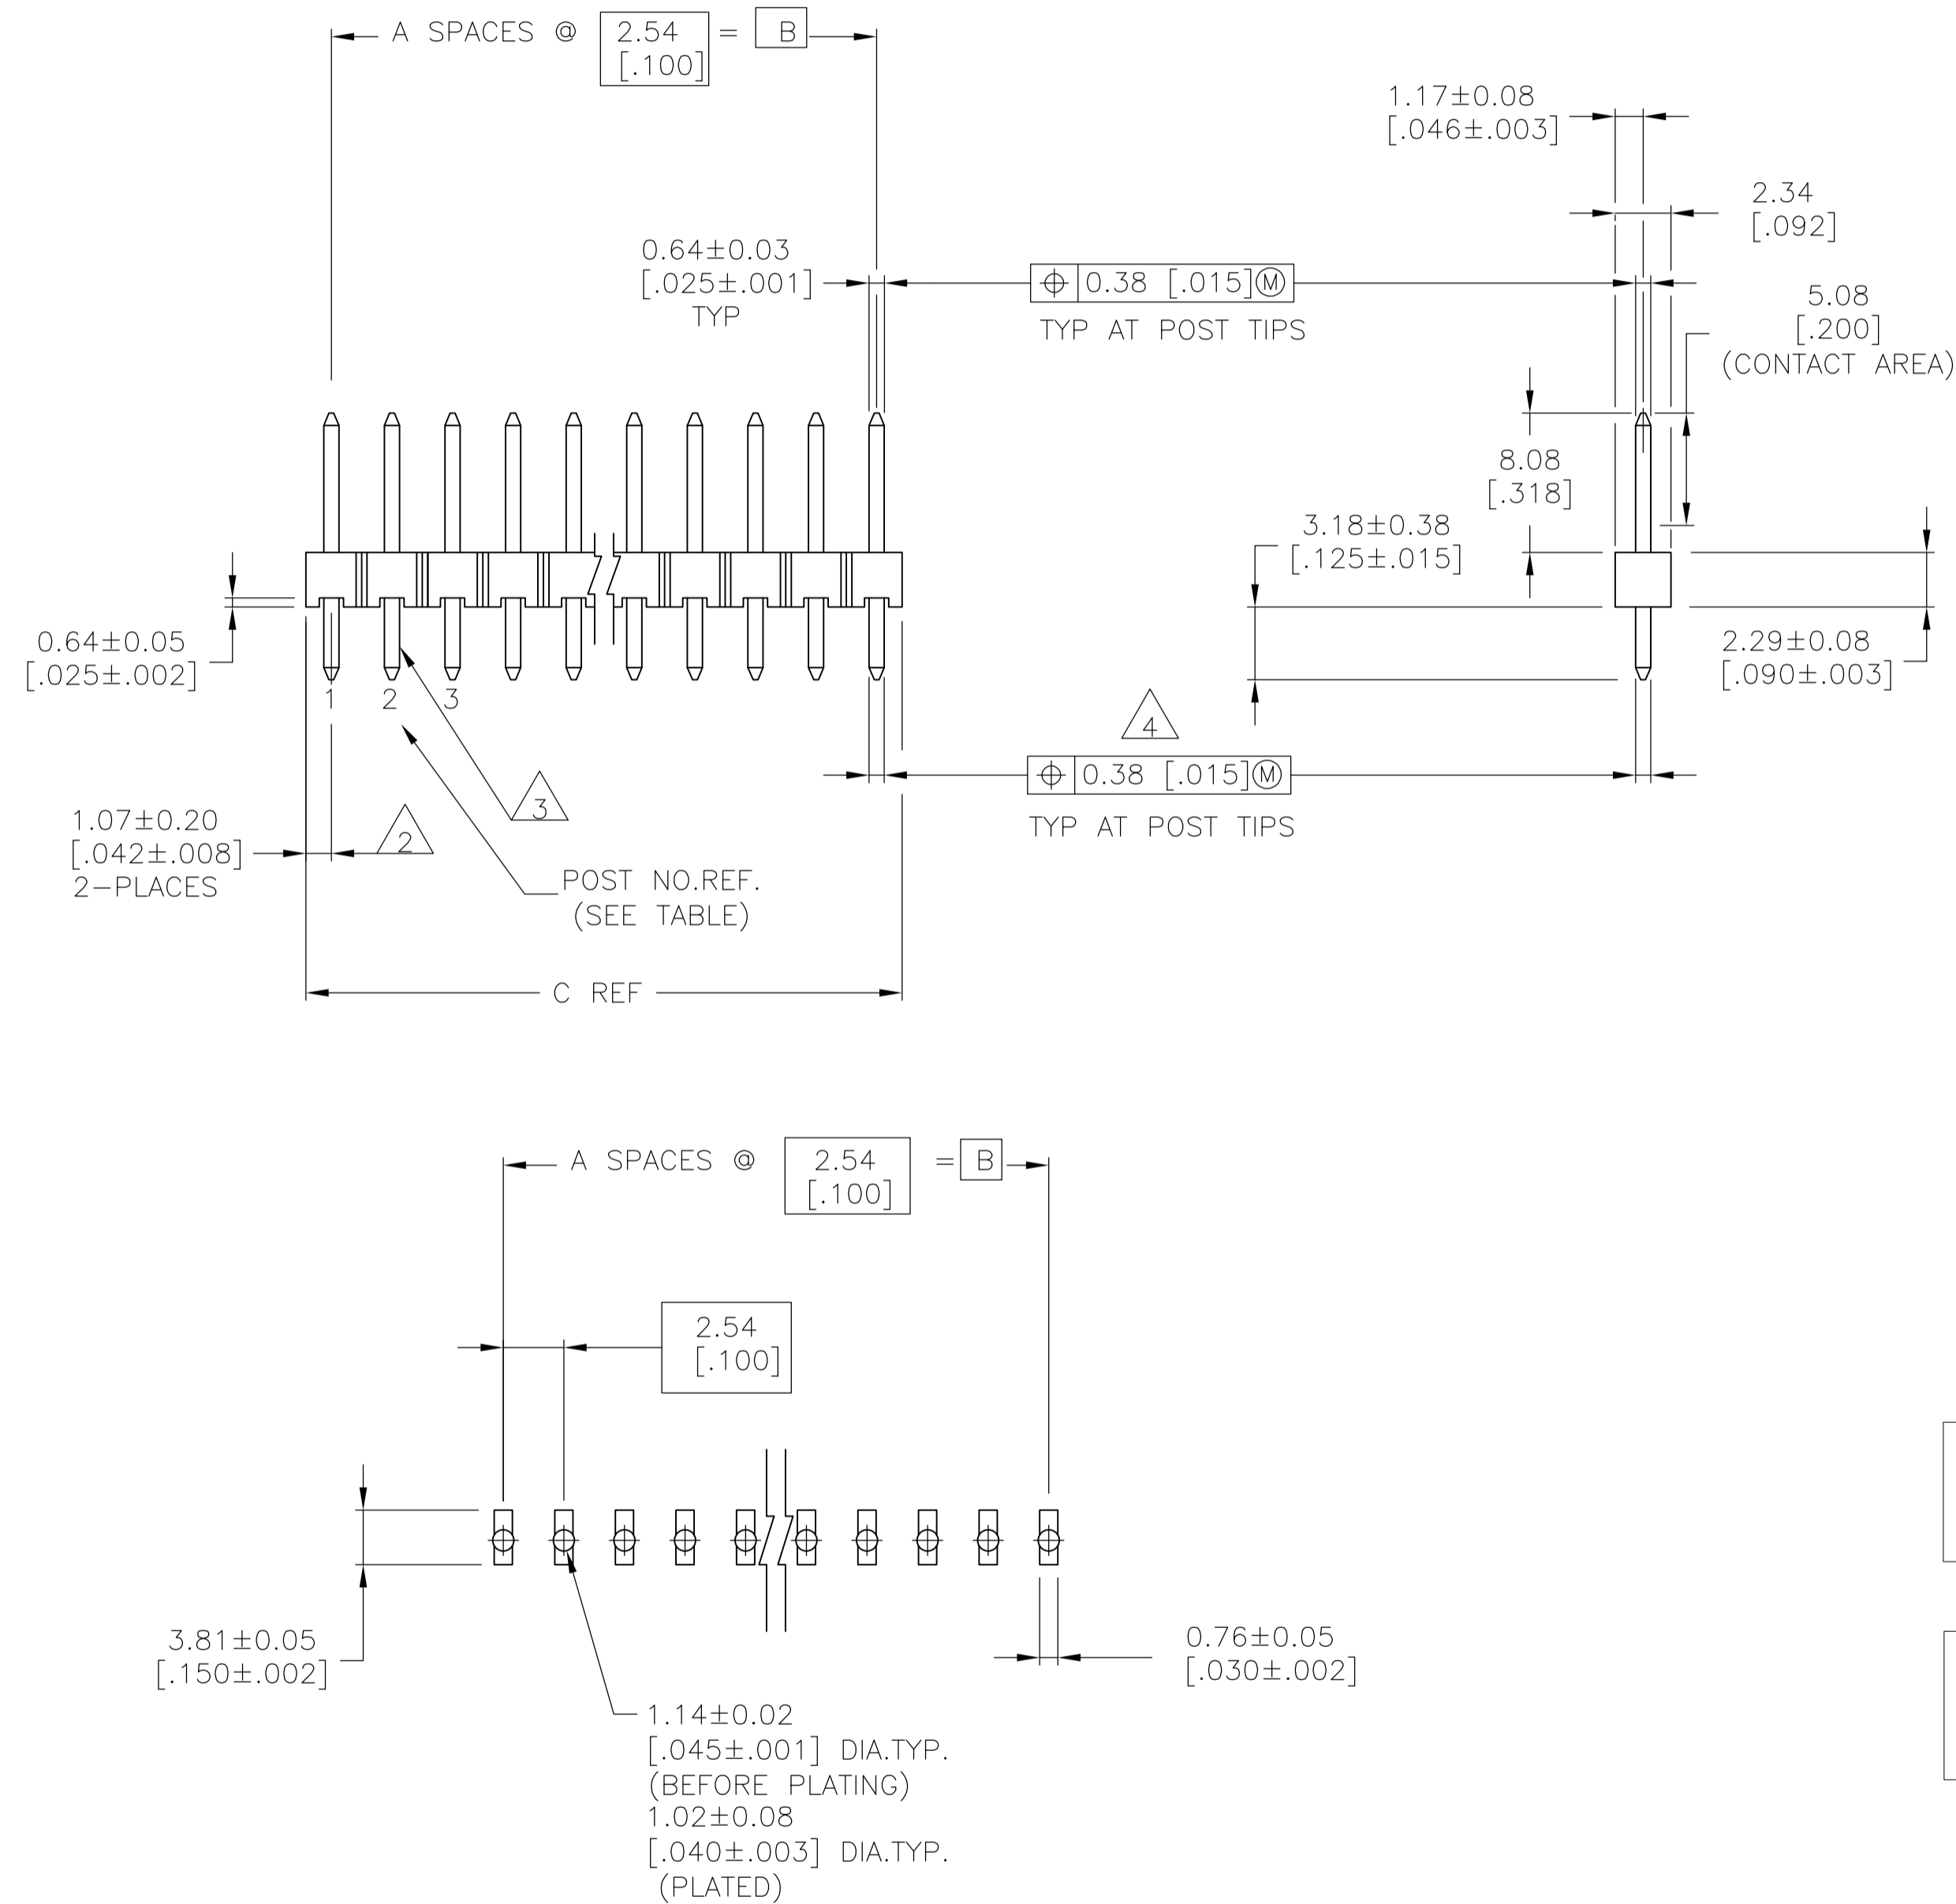 A SPACES @ 2.54 = B
[.100]
1.17±0.08
[.046±.003]
2.34
[.092]
0.64±0.03
[.025±.001]
TYP
0.38 [.015]Ⓜ
TYP AT POST TIPS
5.08
[.200]
(CONTACT AREA)
8.08
[.318]
3.18±0.38
[.125±.015]
0.64±0.05
[.025±.002]
2.29±0.08
[.090±.003]
1 2 3
4
0.38 [.015]Ⓜ
TYP AT POST TIPS
3
2
1.07±0.20
[.042±.008]
2-PLACES
POST NO.REF.
(SEE TABLE)
C REF
A SPACES @ 2.54 = B
[.100]
2.54
[.100]
3.81±0.05
[.150±.002]
0.76±0.05
[.030±.002]
1.14±0.02
[.045±.001] DIA.TYP.
(BEFORE PLATING)
1.02±0.08
[.040±.003] DIA.TYP.
(PLATED)